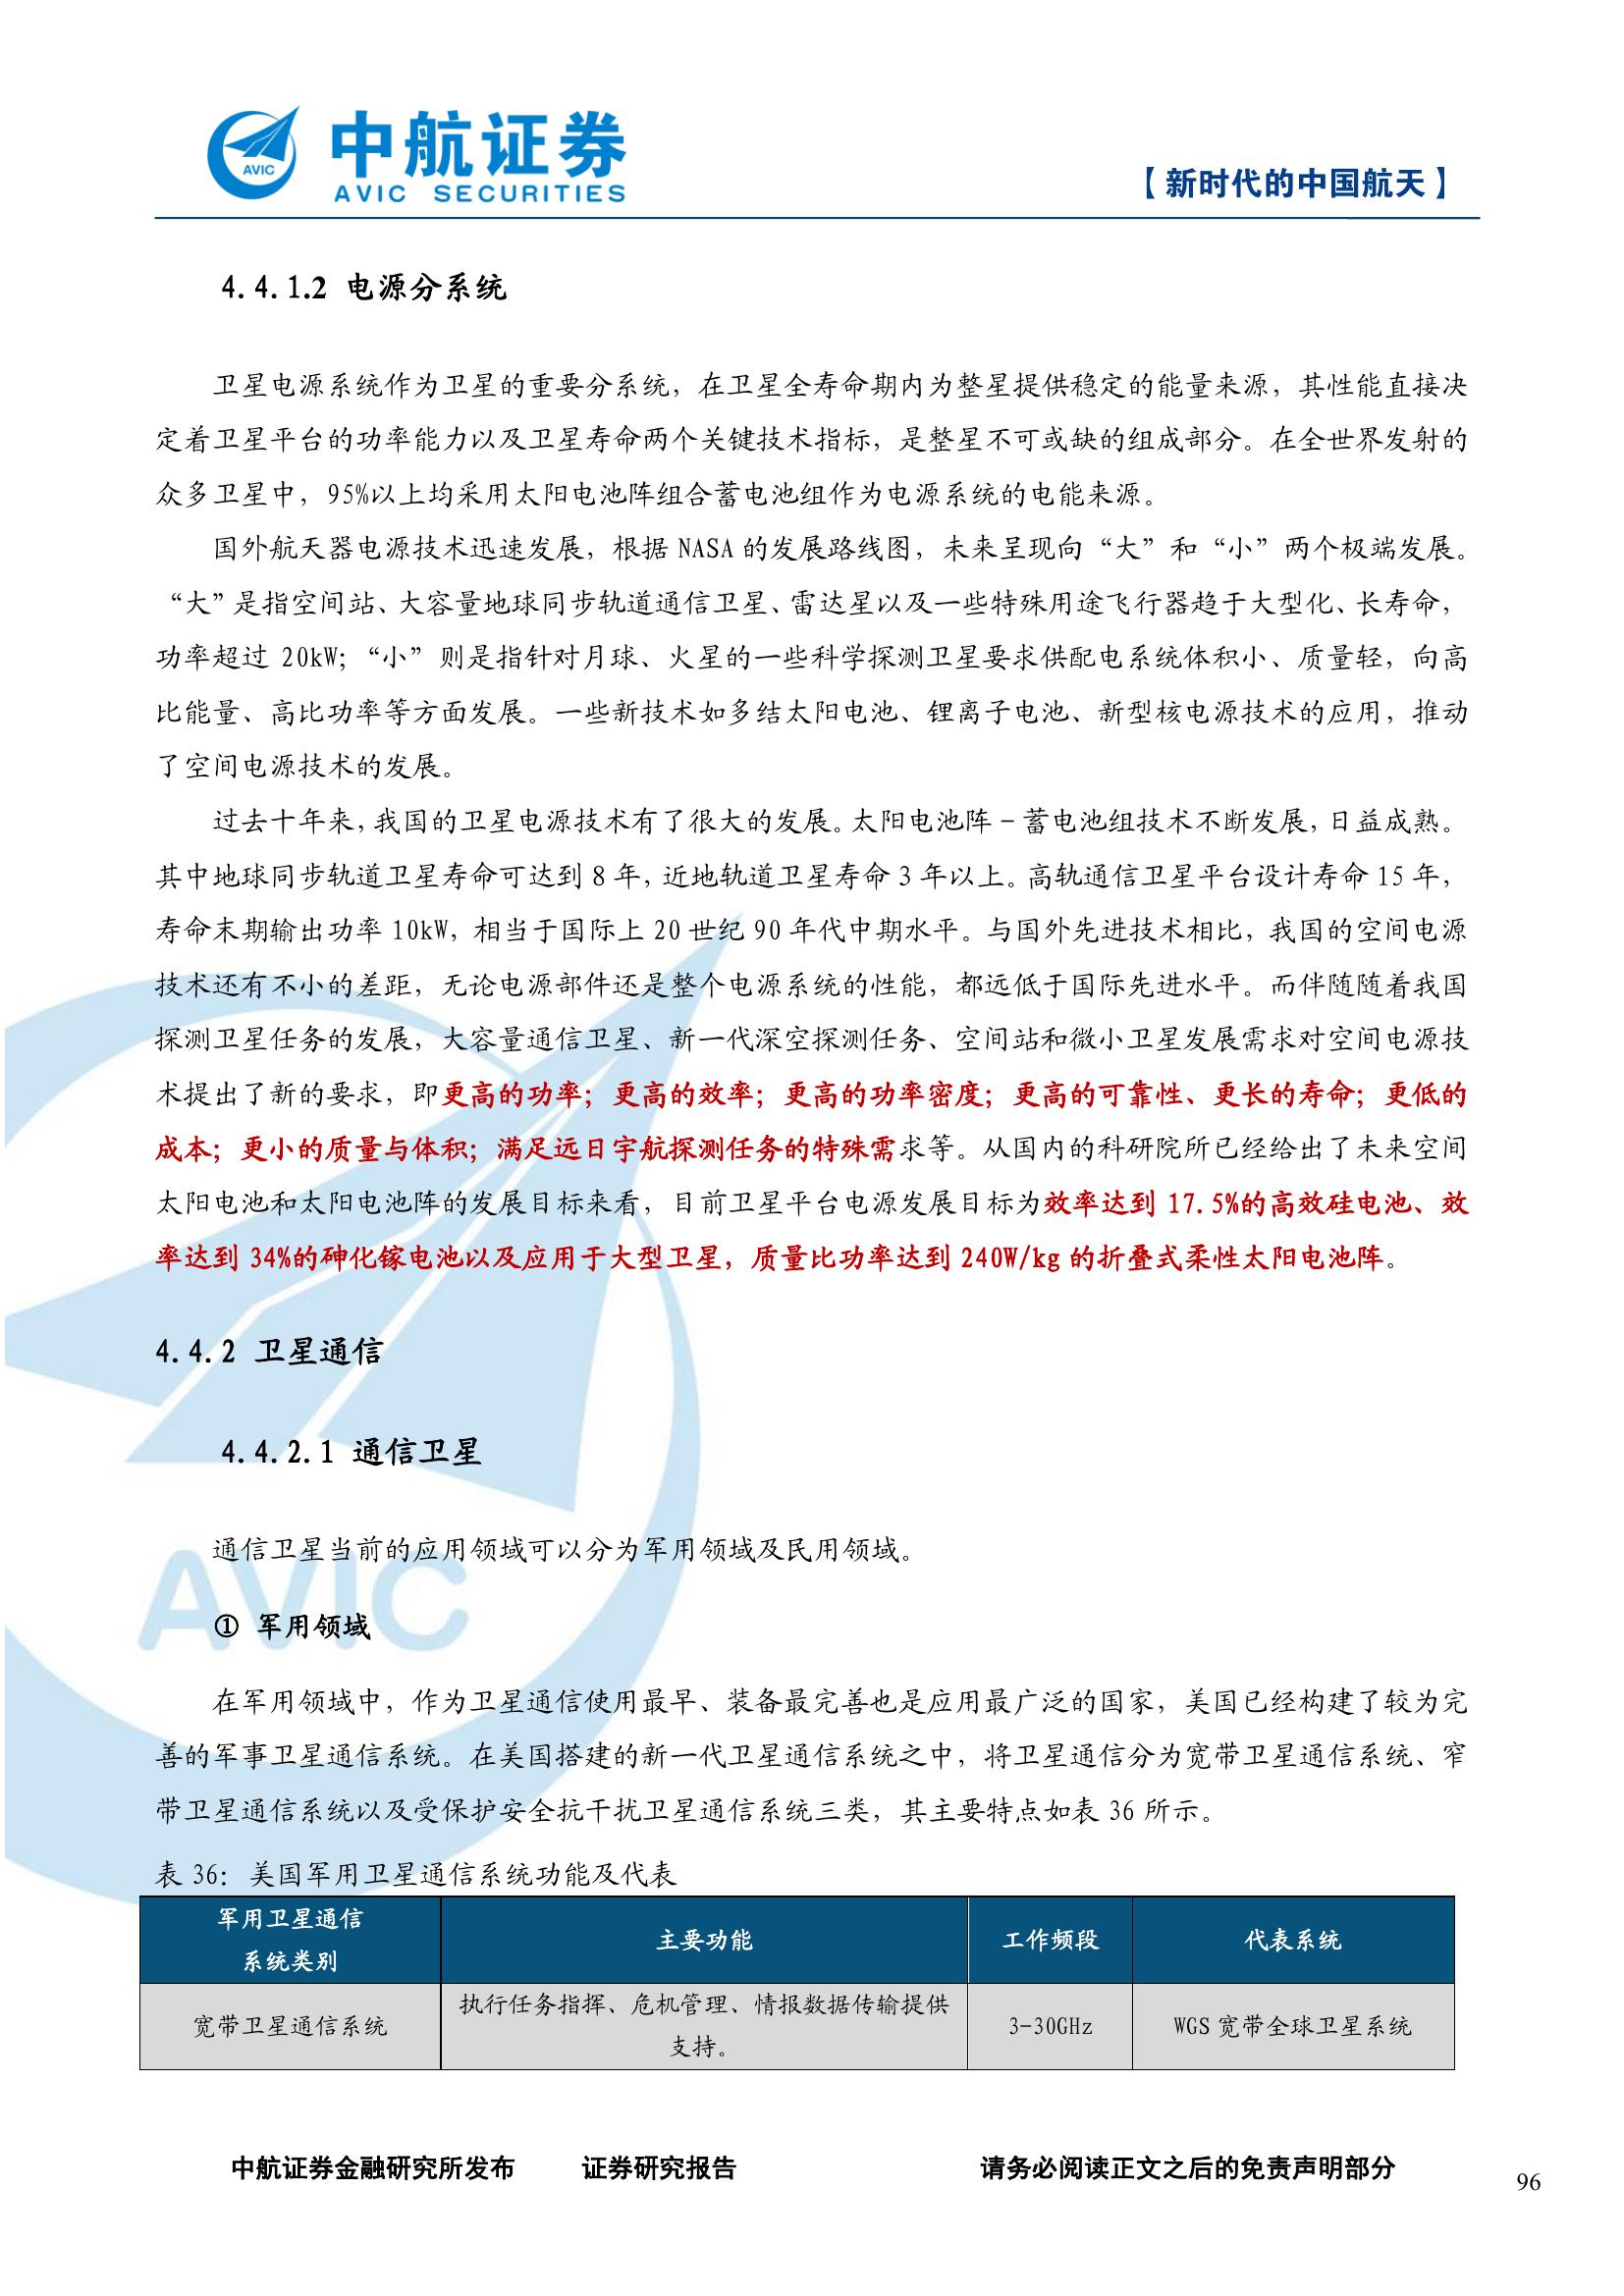 AVIC
中航证券
AVIC SECURITIES
【新时代的中国航天】
4.4.1.2 电源分系统
卫星电源系统作为卫星的重要分系统，在卫星全寿命期内为整星提供稳定的能量来源，其性能直接决
定着卫星平台的功率能力以及卫星寿命两个关键技术指标，是整星不可或缺的组成部分。在全世界发射的
众多卫星中，95%以上均采用太阳电池阵组合蓄电池组作为电源系统的电能来源。
国外航天器电源技术迅速发展，根据 NASA 的发展路线图，未来呈现向“大”和“小”两个极端发展。
“大”是指空间站、大容量地球同步轨道通信卫星、雷达星以及一些特殊用途飞行器趋于大型化、长寿命，
功率超过 20kW；“小”则是指针对月球、火星的一些科学探测卫星要求供配电系统体积小、质量轻，向高
比能量、高比功率等方面发展。一些新技术如多结太阳电池、锂离子电池、新型核电源技术的应用，推动
了空间电源技术的发展。
过去十年来，我国的卫星电源技术有了很大的发展。太阳电池阵－蓄电池组技术不断发展，日益成熟。
其中地球同步轨道卫星寿命可达到 8 年，近地轨道卫星寿命 3 年以上。高轨通信卫星平台设计寿命 15 年，
寿命末期输出功率 10kW，相当于国际上 20 世纪 90 年代中期水平。与国外先进技术相比，我国的空间电源
技术还有不小的差距，无论电源部件还是整个电源系统的性能，都远低于国际先进水平。而伴随随着我国
探测卫星任务的发展，大容量通信卫星、新一代深空探测任务、空间站和微小卫星发展需求对空间电源技
术提出了新的要求，即更高的功率；更高的效率；更高的功率密度；更高的可靠性、更长的寿命；更低的
成本；更小的质量与体积；满足远日宇航探测任务的特殊需求等。从国内的科研院所已经给出了未来空间
太阳电池和太阳电池阵的发展目标来看，目前卫星平台电源发展目标为效率达到 17.5%的高效硅电池、效
率达到 34%的砷化镓电池以及应用于大型卫星，质量比功率达到 240W/kg 的折叠式柔性太阳电池阵。
4.4.2 卫星通信
4.4.2.1 通信卫星
通信卫星当前的应用领域可以分为军用领域及民用领域。
AVIC
① 军用领域
在军用领域中，作为卫星通信使用最早、装备最完善也是应用最广泛的国家，美国已经构建了较为完
善的军事卫星通信系统。在美国搭建的新一代卫星通信系统之中，将卫星通信分为宽带卫星通信系统、窄
带卫星通信系统以及受保护安全抗干扰卫星通信系统三类，其主要特点如表 36 所示。
表 36：美国军用卫星通信系统功能及代表
军用卫星通信
系统类别
主要功能
工作频段
代表系统
宽带卫星通信系统
执行任务指挥、危机管理、情报数据传输提供
支持。
3-30GHz
WGS 宽带全球卫星系统
中航证券金融研究所发布
证券研究报告
请务必阅读正文之后的免责声明部分
96